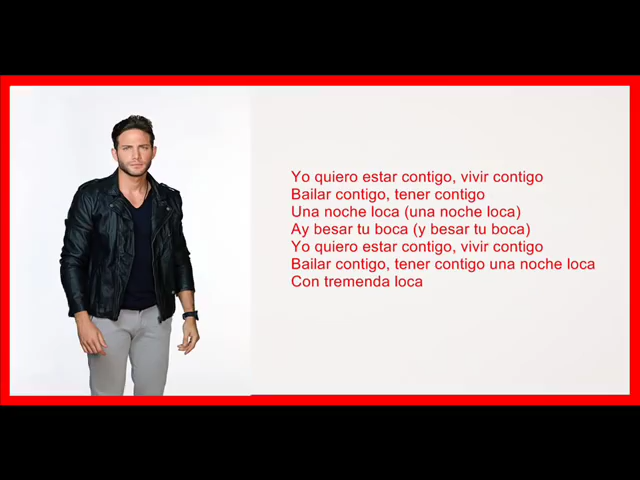 Yo quiero estar contigo, vivir contigo
Bailar contigo, tener contigo
Una noche loca (una noche loca)
Ay besar tu boca (y besar tu boca)
Yo quiero estar contigo, vivir contigo
Bailar contigo, tener contigo una noche loca
Con tremenda loca